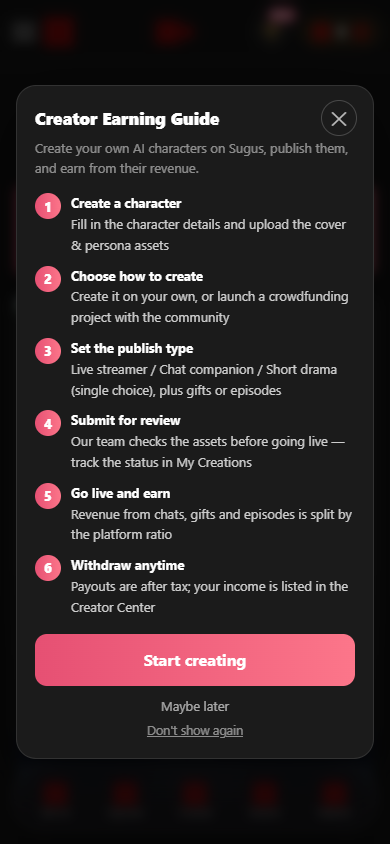 Creator Earning Guide
Create your own AI characters on Sugus, publish them,
and earn from their revenue.
1 Create a character
Fill in the character details and upload the cover
& persona assets
2 Choose how to create
Create it on your own, or launch a crowdfunding
project with the community
3 Set the publish type
Live streamer / Chat companion / Short drama
(single choice), plus gifts or episodes
4 Submit for review
Our team checks the assets before going live —
track the status in My Creations
5 Go live and earn
Revenue from chats, gifts and episodes is split by
the platform ratio
6 Withdraw anytime
Payouts are after tax; your income is listed in the
Creator Center
Start creating
Maybe later
Don't show again